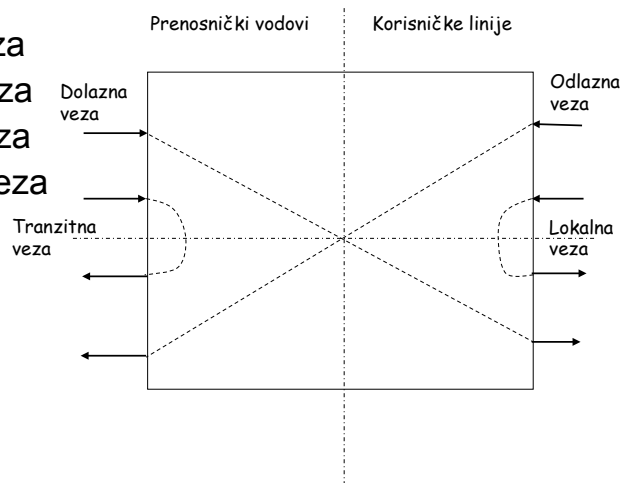 Prenosnički vodovi
Korisničke linije
Dolazna
veza
Odlazna
veza
Tranzitna
veza
Lokalna
veza